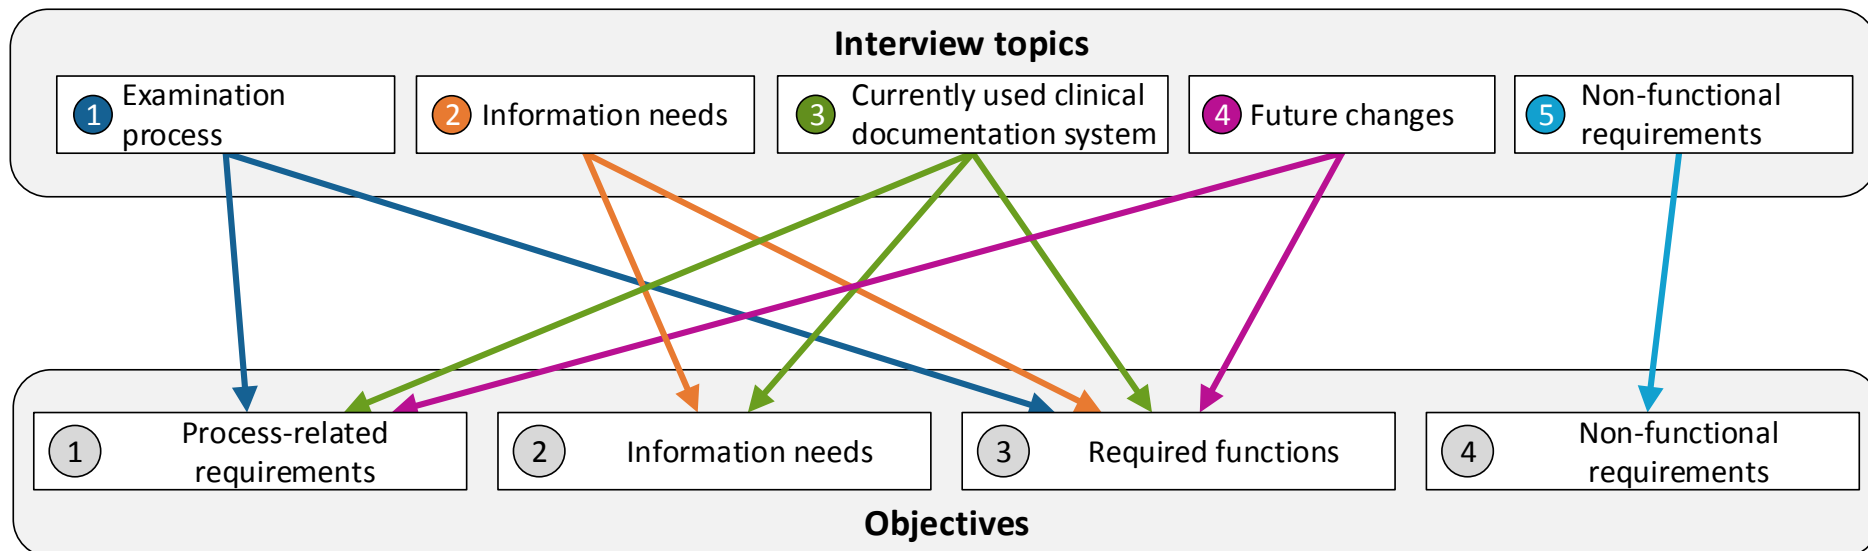 Interview topics
1 Examination
process
2 Information needs
3 Currently used clinical
documentation system
4 Future changes
5 Non-functional
requirements
1 Process-related
requirements
2 Information needs
3 Required functions
4 Non-functional
requirements
Objectives